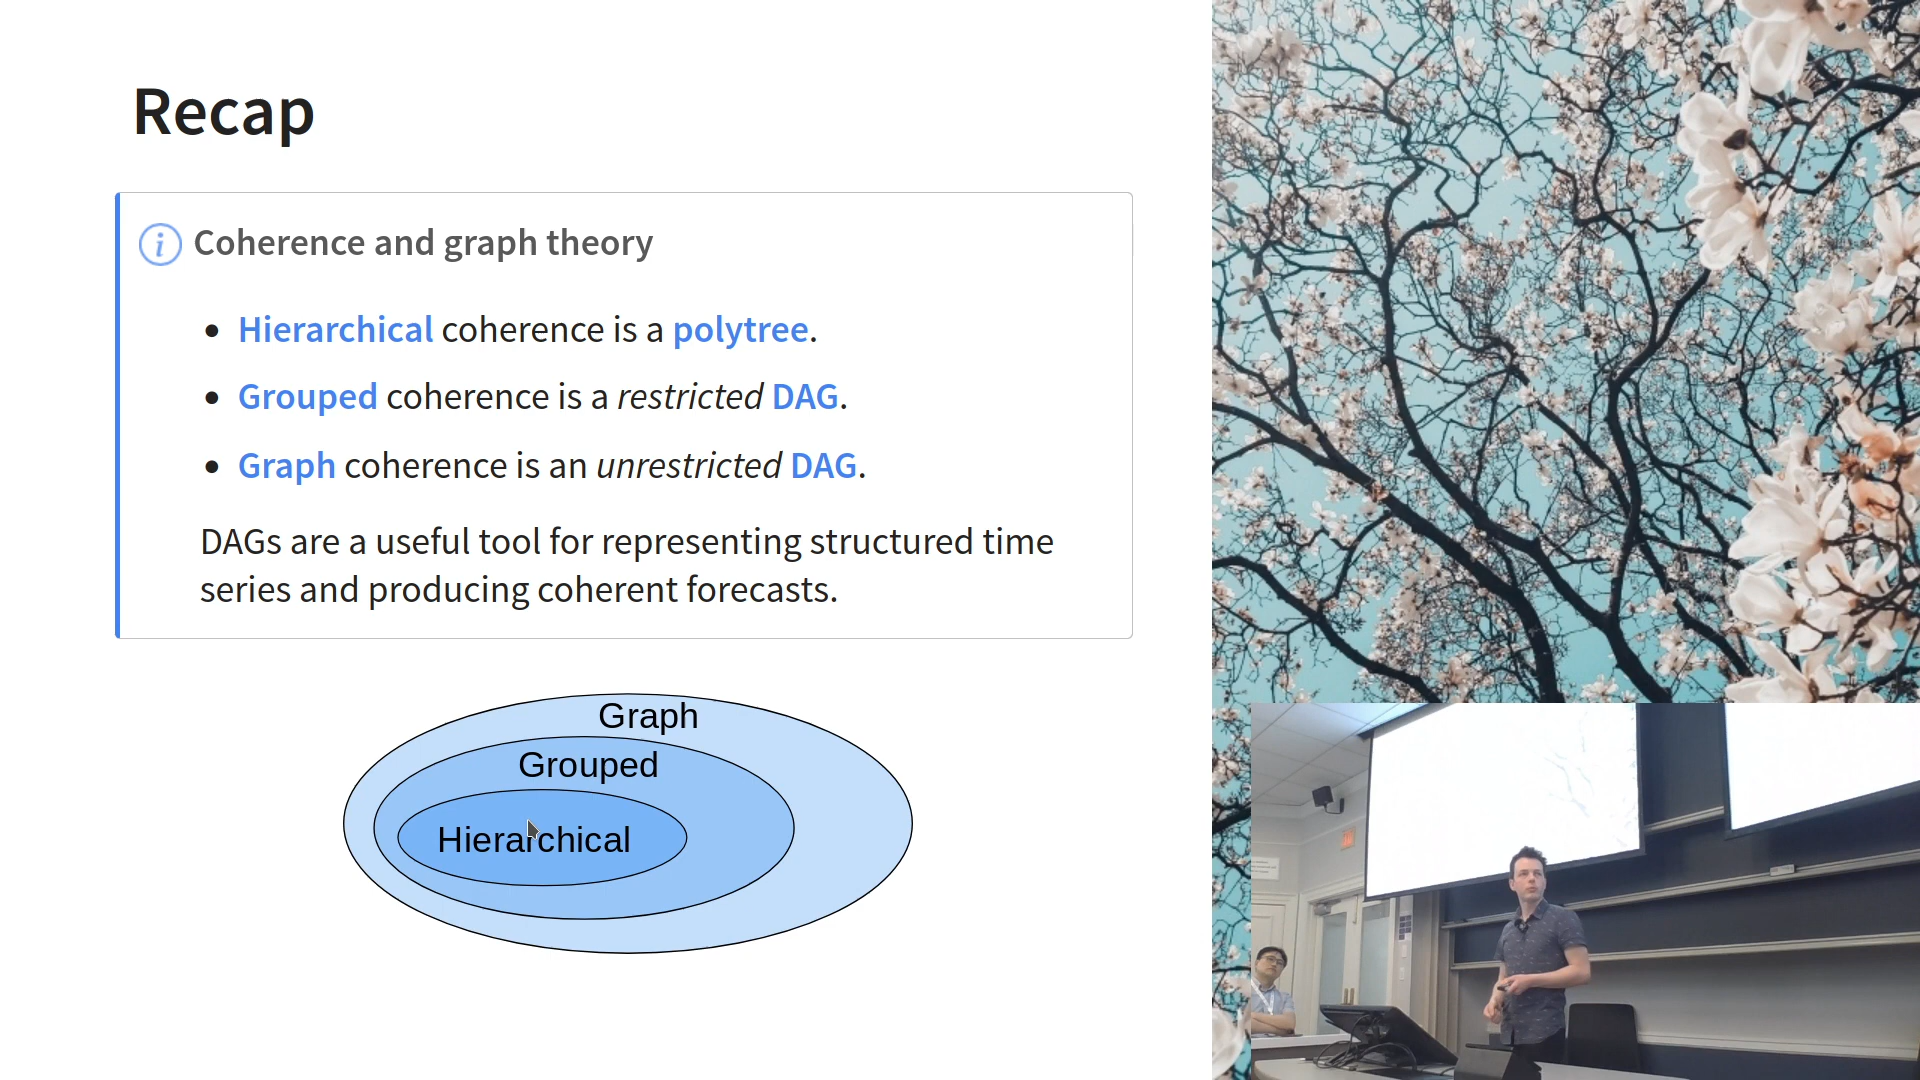 Recap
i Coherence and graph theory
• Hierarchical coherence is a polytree.
• Grouped coherence is a restricted DAG.
• Graph coherence is an unrestricted DAG.
DAGs are a useful tool for representing structured time
series and producing coherent forecasts.
Graph
Grouped
Hierarchical